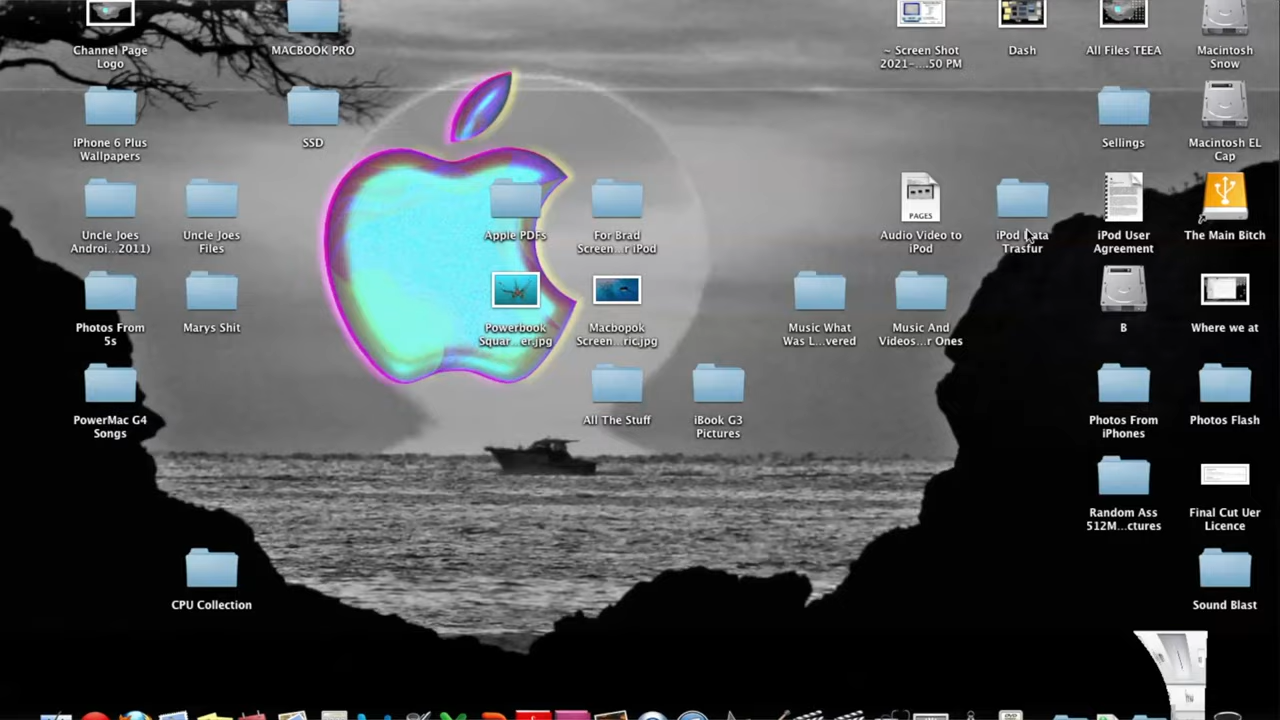 Channel Page
Logo
MACBOOK PRO
~ Screen Shot
2021-....50 PM
Dash
All Files TEEA
Macintosh
Snow
iPhone 6 Plus
Wallpapers
SSD
Sellings
Macintosh EL
Cap
Uncle Joes
Androi...2011)
Uncle Joes
Files
Apple PDFs
For Brad
Screen...r iPod
PAGES
Audio Video to
iPod
iPod Data
Trasfur
iPod User
Agreement
The Main Bitch
Photos From
5s
Marys Shit
Powerbook
Squar...er.jpg
Macbopok
Screen...ric.jpg
Music What
Was L...vered
Music And
Videos...r Ones
B
Where we at
PowerMac G4
Songs
All The Stuff
iBook G3
Pictures
Photos From
iPhones
Photos Flash
Random Ass
512M...ctures
Final Cut Uer
Licence
CPU Collection
Sound Blast